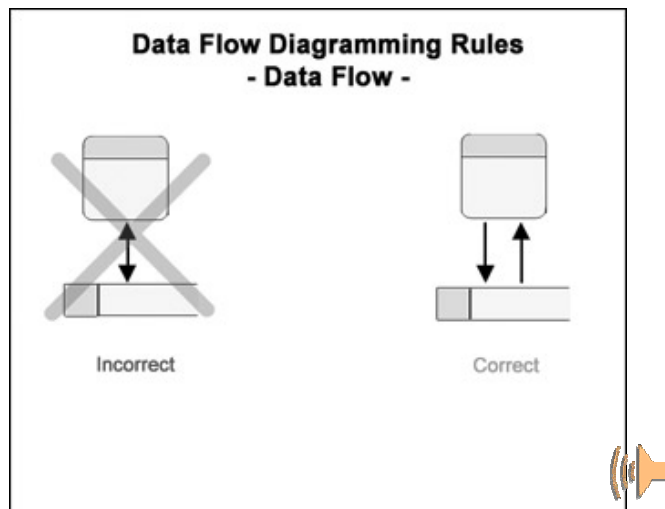 Data Flow Diagramming Rules
- Data Flow -
Incorrect
Correct